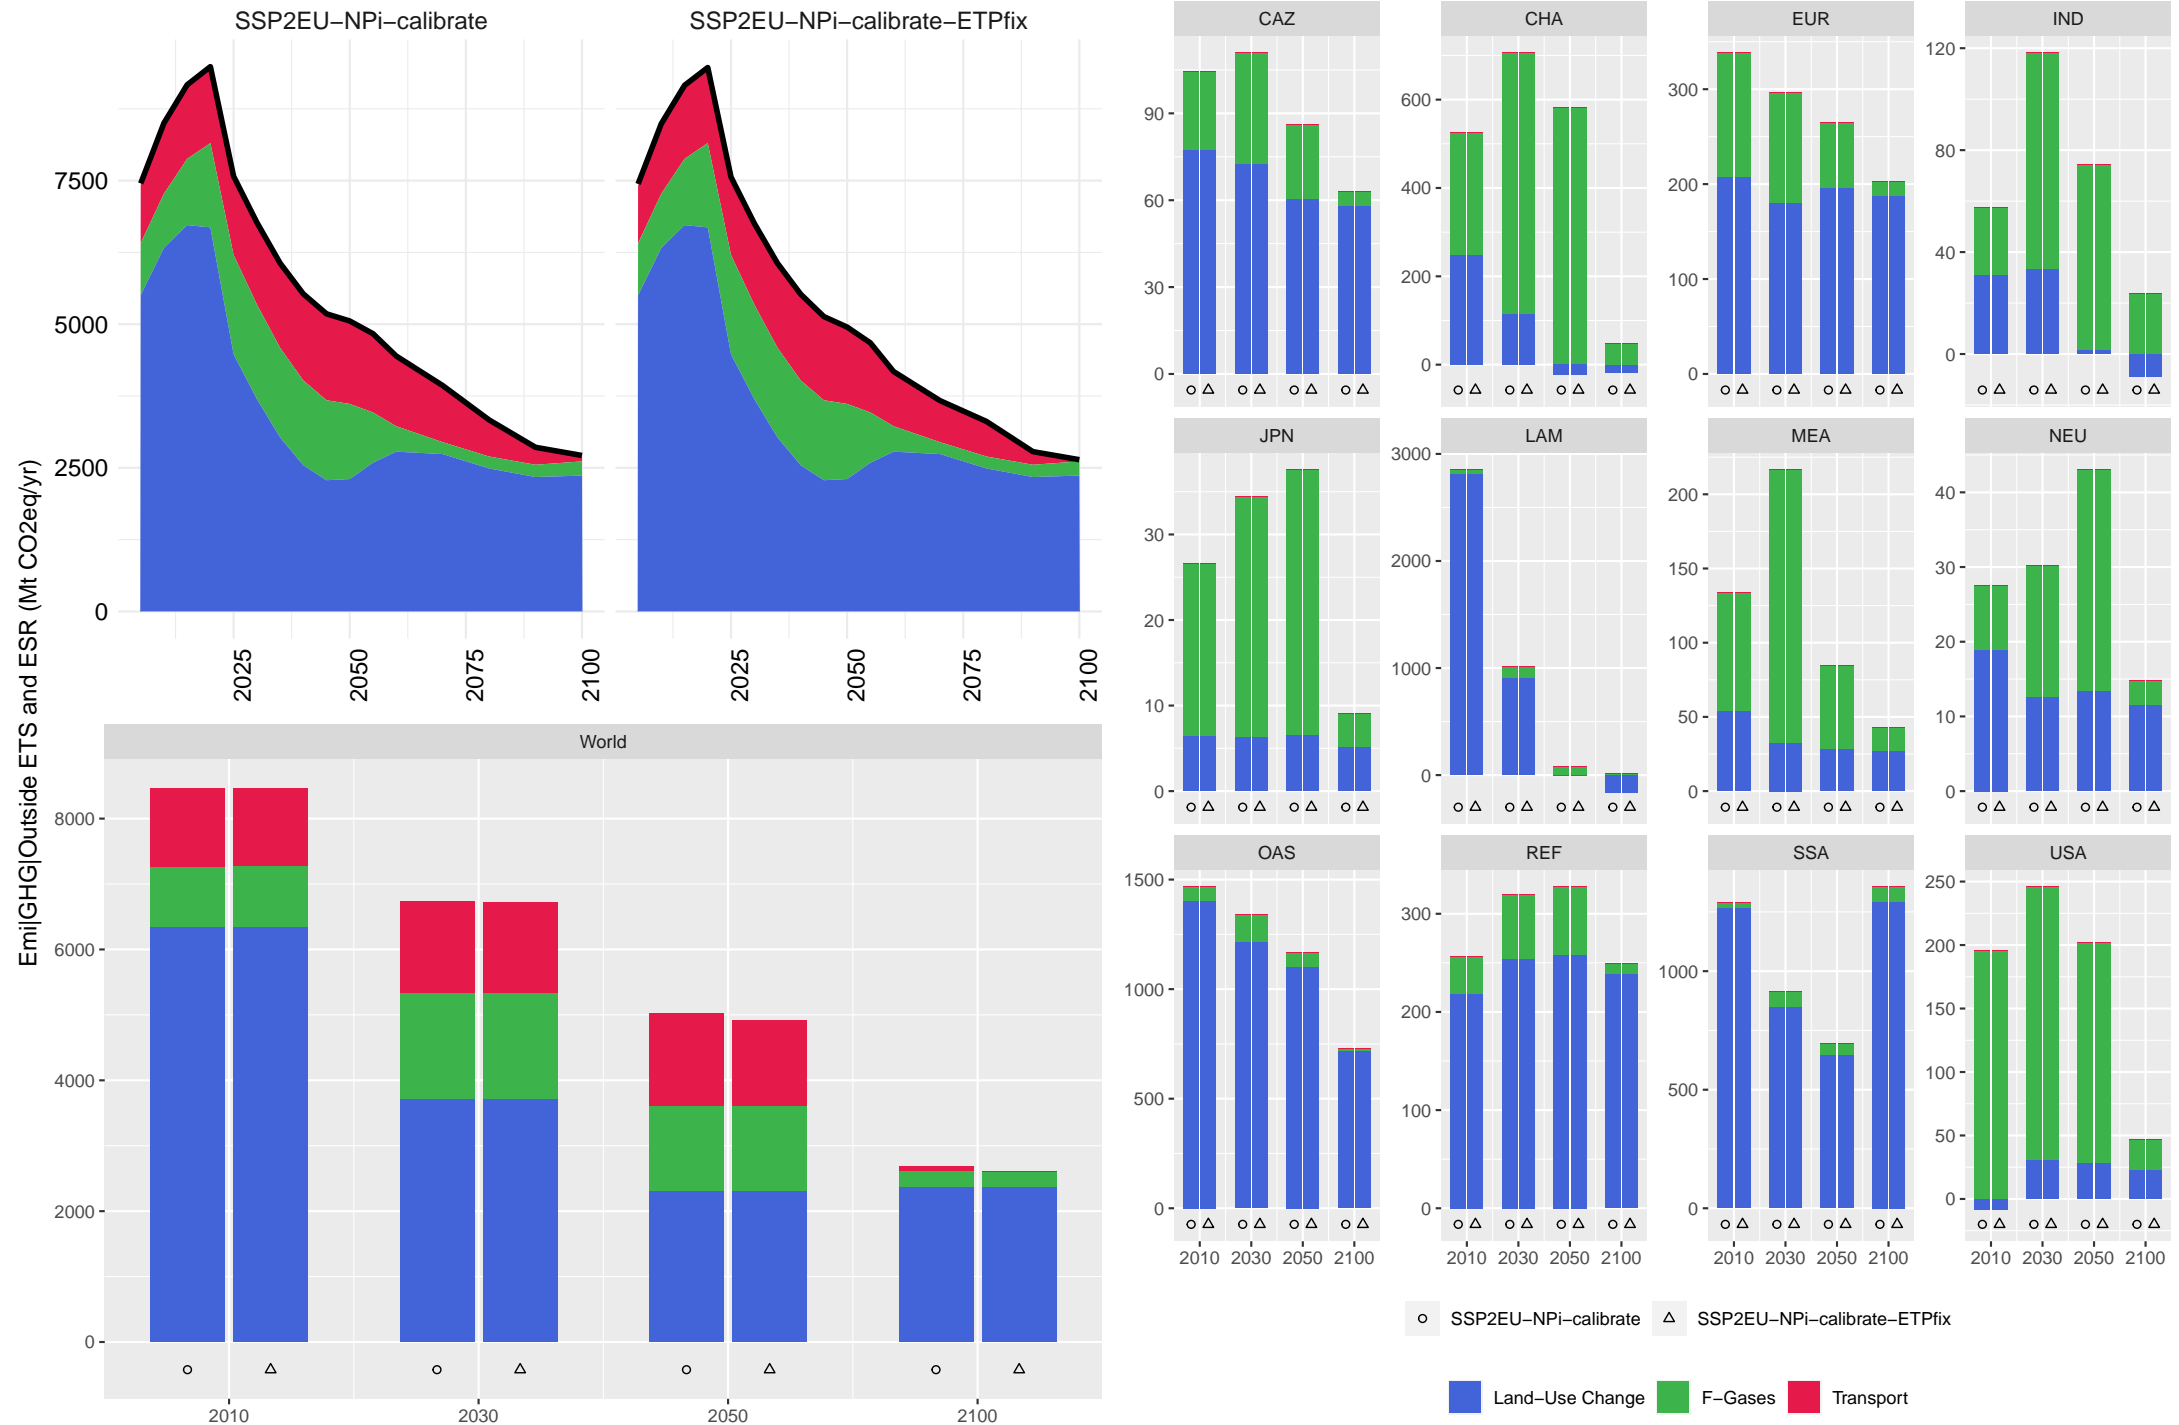 SSP2EU−NPi−calibrate
SSP2EU−NPi−calibrate−ETPfix
7500
5000
2500
0
2025
2050
2075
2100
2025
2050
2075
2100
Emi|GHG|Outside ETS and ESR (Mt CO2eq/yr)
World
8000
6000
4000
2000
0
2010
2030
2050
2100
CAZ
90
60
30
0
CHA
600
400
200
0
EUR
300
200
100
0
IND
120
80
40
0
JPN
30
20
10
0
LAM
3000
2000
1000
0
MEA
200
150
100
50
0
NEU
40
30
20
10
0
OAS
1500
1000
500
0
2010 2030 2050 2100
REF
300
200
100
0
2010 2030 2050 2100
SSA
1000
500
0
2010 2030 2050 2100
USA
250
200
150
100
50
0
2010 2030 2050 2100
SSP2EU−NPi−calibrate
SSP2EU−NPi−calibrate−ETPfix
Land−Use Change
F−Gases
Transport